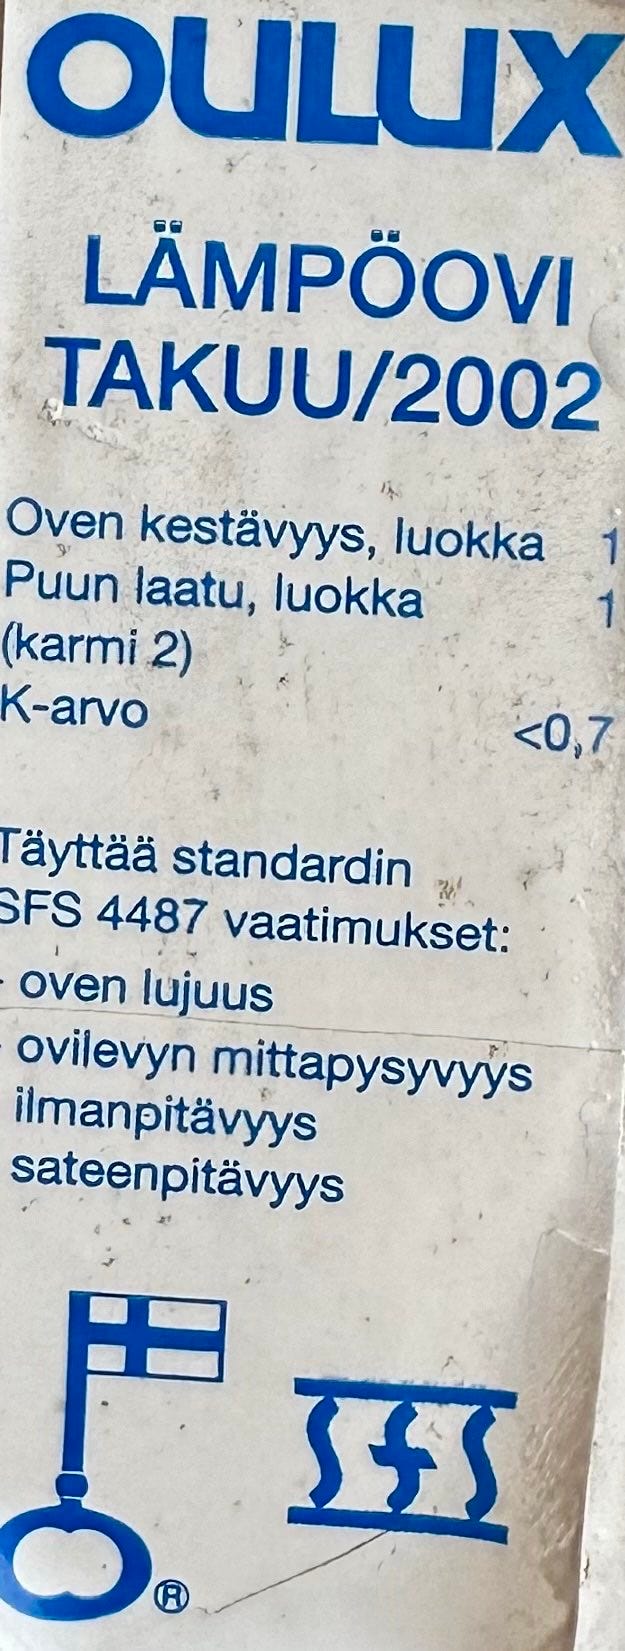 OULUX
LÄMPÖOVI
TAKUU/2002
Oven kestävyys, luokka 1
Puun laatu, luokka 1
(karmi 2)
K-arvo <0,7
Täyttää standardin
SFS 4487 vaatimukset:
- oven lujuus
- ovilevyn mittapysyvyys
ilmanpitävyys
sateenpitävyys
SFS
®